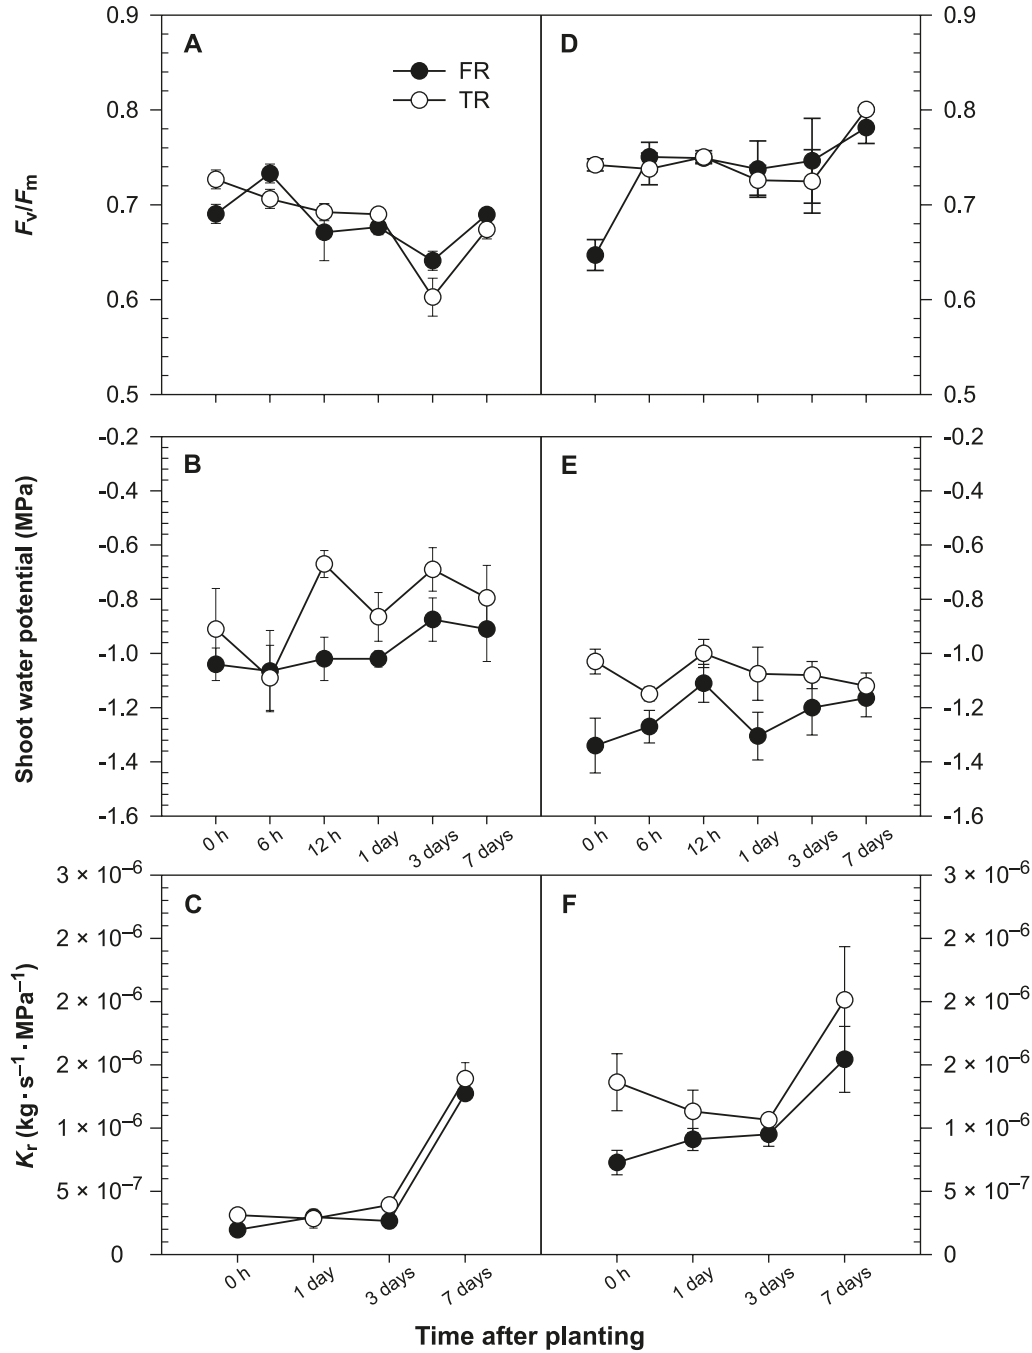 A
D
FR
TR
0.9
0.8
0.7
0.6
0.5
Fv/Fm
0.9
0.8
0.7
0.6
0.5
B
E
-0.2
-0.4
-0.6
-0.8
-1.0
-1.2
-1.4
-1.6
Shoot water potential (MPa)
-0.2
-0.4
-0.6
-0.8
-1.0
-1.2
-1.4
-1.6
0 h
6 h
12 h
1 day
3 days
7 days
0 h
6 h
12 h
1 day
3 days
7 days
C
F
3 × 10⁻⁶
2 × 10⁻⁶
2 × 10⁻⁶
2 × 10⁻⁶
1 × 10⁻⁶
5 × 10⁻⁷
0
Kr (kg · s⁻¹ · MPa⁻¹)
3 × 10⁻⁶
2 × 10⁻⁶
2 × 10⁻⁶
2 × 10⁻⁶
1 × 10⁻⁶
5 × 10⁻⁷
0
0 h
1 day
3 days
7 days
0 h
1 day
3 days
7 days
Time after planting